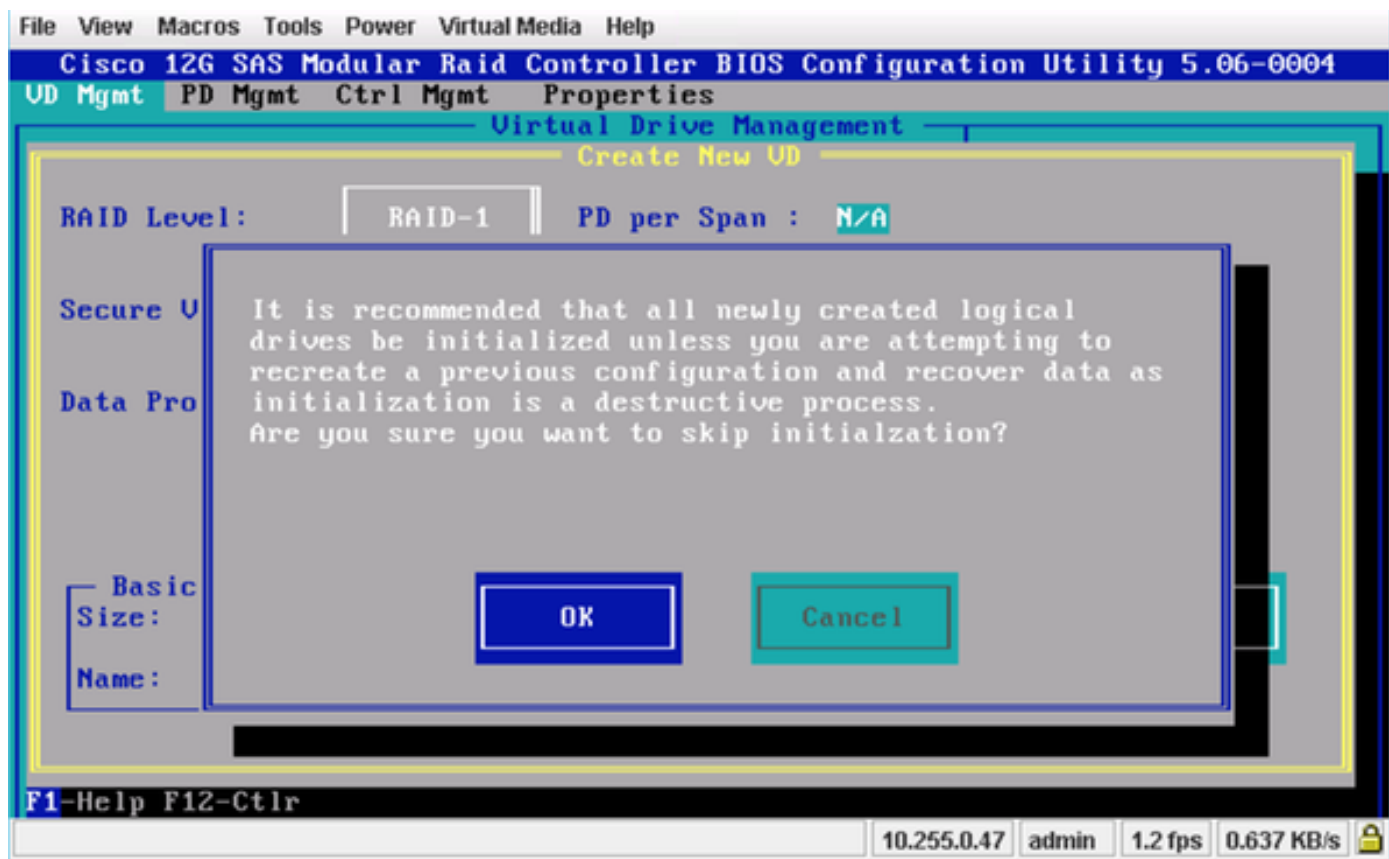 File View Macros Tools Power Virtual Media Help
Cisco 12G SAS Modular Raid Controller BIOS Configuration Utility 5.06-0004
VD Mgmt PD Mgmt Ctrl Mgmt Properties
Virtual Drive Management
Create New VD
RAID Level: RAID-1 PD per Span : N/A
Secure V
It is recommended that all newly created logical
drives be initialized unless you are attempting to
recreate a previous configuration and recover data as
Data Pro
initialization is a destructive process.
Are you sure you want to skip initialzation?
Basic
Size:
OK Cancel
Name:
F1-Help F12-Ctlr
10.255.0.47 admin 1.2 fps 0.637 KB/s